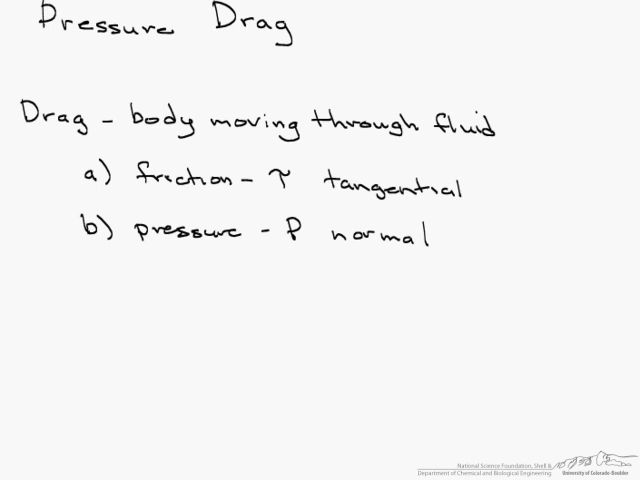 Pressure Drag
Drag - body moving through fluid
a) friction - τ tangential
b) pressure - P normal
National Science Foundation, Shell &
Department of Chemical and Biological Engineering
University of Colorado-Boulder